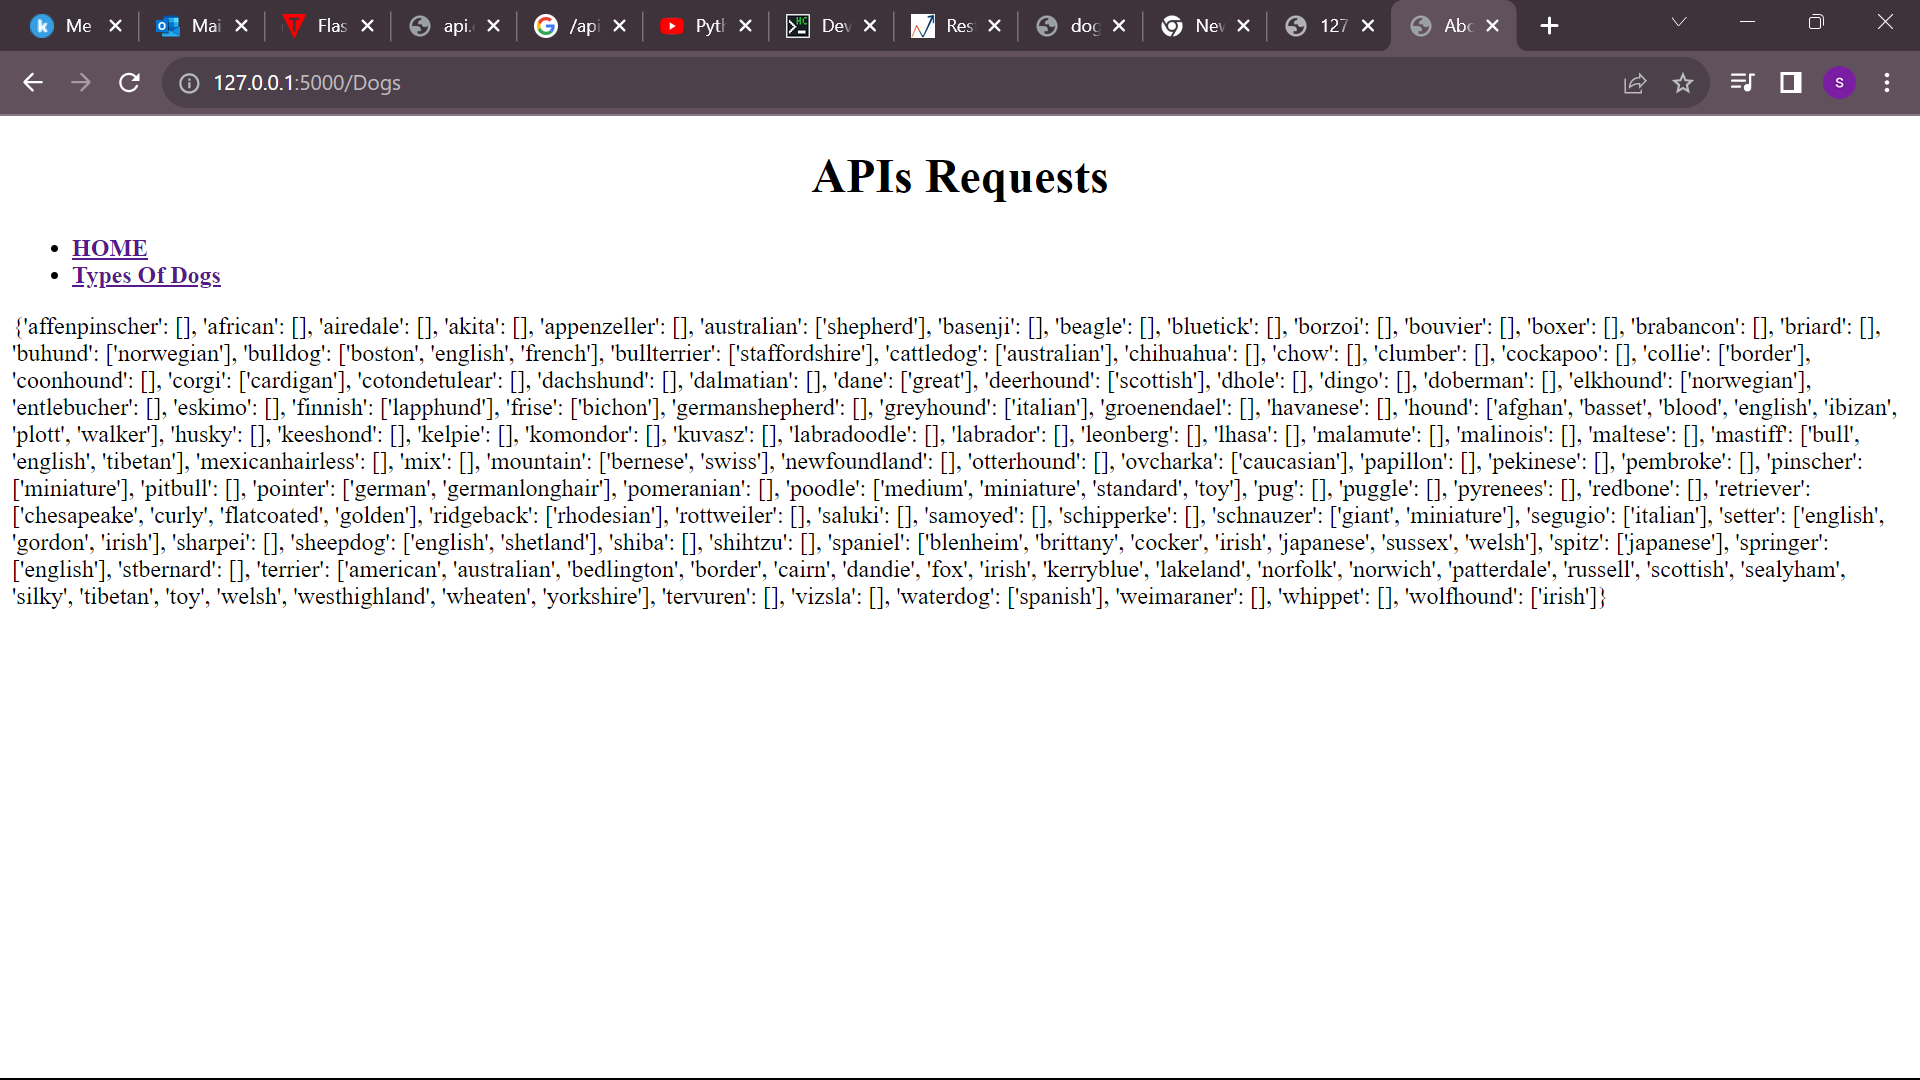 Me Mai Flas api. /api Pyth Dev Res dog New 127 Abo
127.0.0.1:5000/Dogs S
APIs Requests
HOME
Types Of Dogs
{'affenpinscher': [], 'african': [], 'airedale': [], 'akita': [], 'appenzeller': [], 'australian': ['shepherd'], 'basenji': [], 'beagle': [], 'bluetick': [], 'borzoi': [], 'bouvier': [], 'boxer': [], 'brabancon': [], 'briard': [],
'buhund': ['norwegian'], 'bulldog': ['boston', 'english', 'french'], 'bullterrier': ['staffordshire'], 'cattledog': ['australian'], 'chihuahua': [], 'chow': [], 'clumber': [], 'cockapoo': [], 'collie': ['border'],
'coonhound': [], 'corgi': ['cardigan'], 'cotondetulear': [], 'dachshund': [], 'dalmatian': [], 'dane': ['great'], 'deerhound': ['scottish'], 'dhole': [], 'dingo': [], 'doberman': [], 'elkhound': ['norwegian'],
'entlebucher': [], 'eskimo': [], 'finnish': ['lapphund'], 'frise': ['bichon'], 'germanshepherd': [], 'greyhound': ['italian'], 'groenendael': [], 'havanese': [], 'hound': ['afghan', 'basset', 'blood', 'english', 'ibizan',
'plott', 'walker'], 'husky': [], 'keeshond': [], 'kelpie': [], 'komondor': [], 'kuvasz': [], 'labradoodle': [], 'labrador': [], 'leonberg': [], 'lhasa': [], 'malamute': [], 'malinois': [], 'maltese': [], 'mastiff': ['bull',
'english', 'tibetan'], 'mexicanhairless': [], 'mix': [], 'mountain': ['bernese', 'swiss'], 'newfoundland': [], 'otterhound': [], 'ovcharka': ['caucasian'], 'papillon': [], 'pekinese': [], 'pembroke': [], 'pinscher':
['miniature'], 'pitbull': [], 'pointer': ['german', 'germanlonghair'], 'pomeranian': [], 'poodle': ['medium', 'miniature', 'standard', 'toy'], 'pug': [], 'puggle': [], 'pyrenees': [], 'redbone': [], 'retriever':
['chesapeake', 'curly', 'flatcoated', 'golden'], 'ridgeback': ['rhodesian'], 'rottweiler': [], 'saluki': [], 'samoyed': [], 'schipperke': [], 'schnauzer': ['giant', 'miniature'], 'segugio': ['italian'], 'setter': ['english',
'gordon', 'irish'], 'sharpei': [], 'sheepdog': ['english', 'shetland'], 'shiba': [], 'shihtzu': [], 'spaniel': ['blenheim', 'brittany', 'cocker', 'irish', 'japanese', 'sussex', 'welsh'], 'spitz': ['japanese'], 'springer':
['english'], 'stbernard': [], 'terrier': ['american', 'australian', 'bedlington', 'border', 'cairn', 'dandie', 'fox', 'irish', 'kerryblue', 'lakeland', 'norfolk', 'norwich', 'patterdale', 'russell', 'scottish', 'sealyham',
'silky', 'tibetan', 'toy', 'welsh', 'westhighland', 'wheaten', 'yorkshire'], 'tervuren': [], 'vizsla': [], 'waterdog': ['spanish'], 'weimaraner': [], 'whippet': [], 'wolfhound': ['irish']}